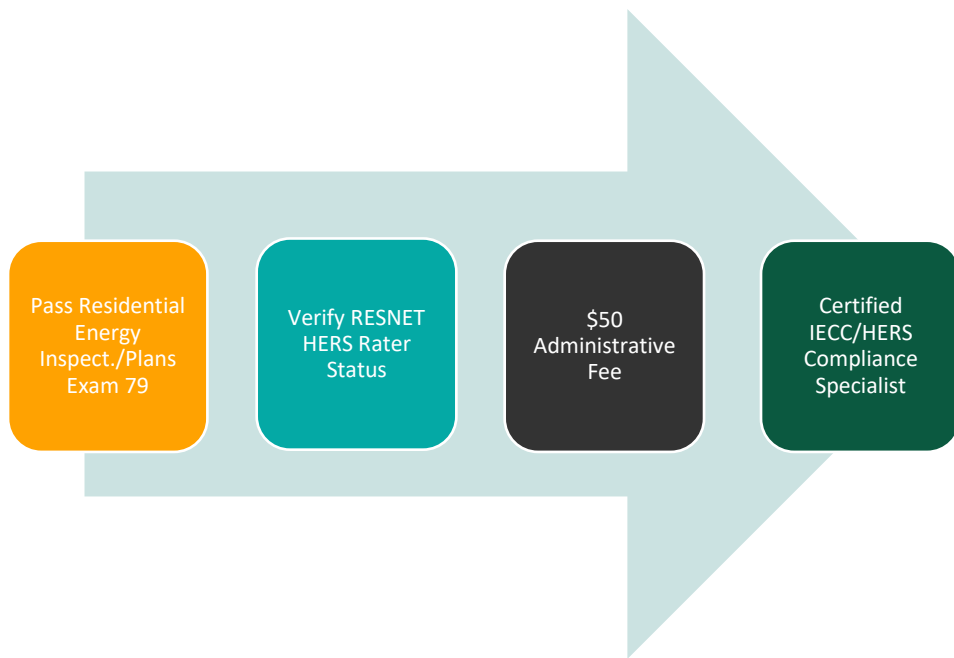 Pass Residential
Energy
Inspect./Plans
Exam 79
Verify RESNET
HERS Rater
Status
$50
Administrative
Fee
Certified
IECC/HERS
Compliance
Specialist